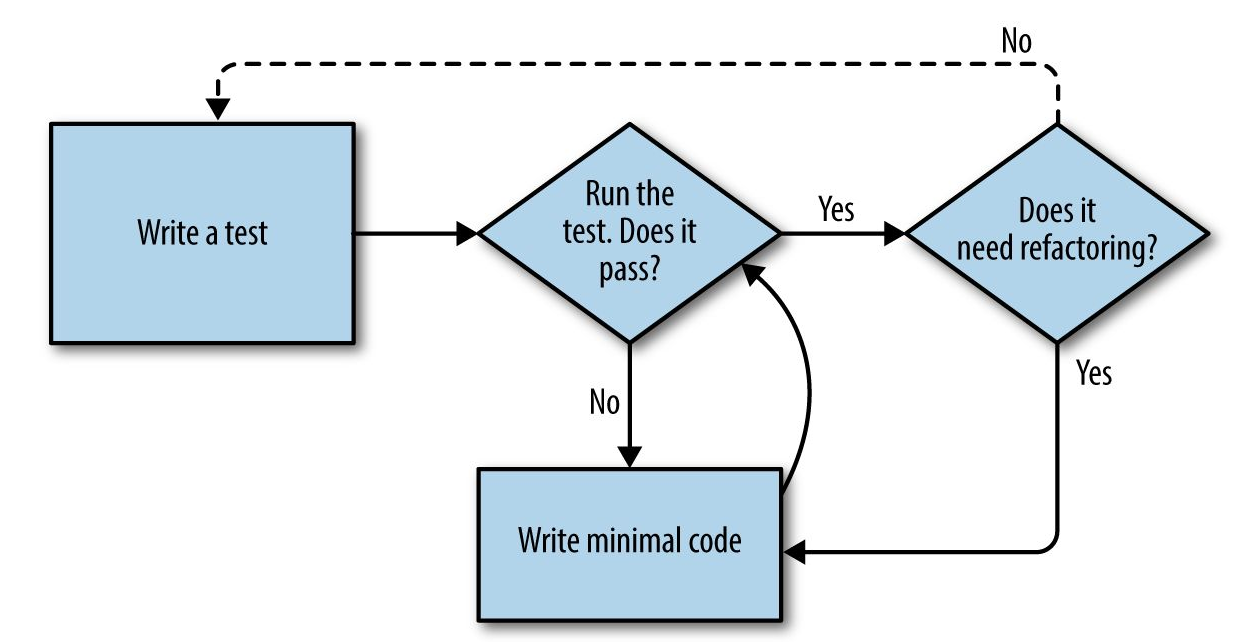 No
Write a test
Run the
test. Does it
pass?
Yes
Does it
need refactoring?
No
Yes
Write minimal code